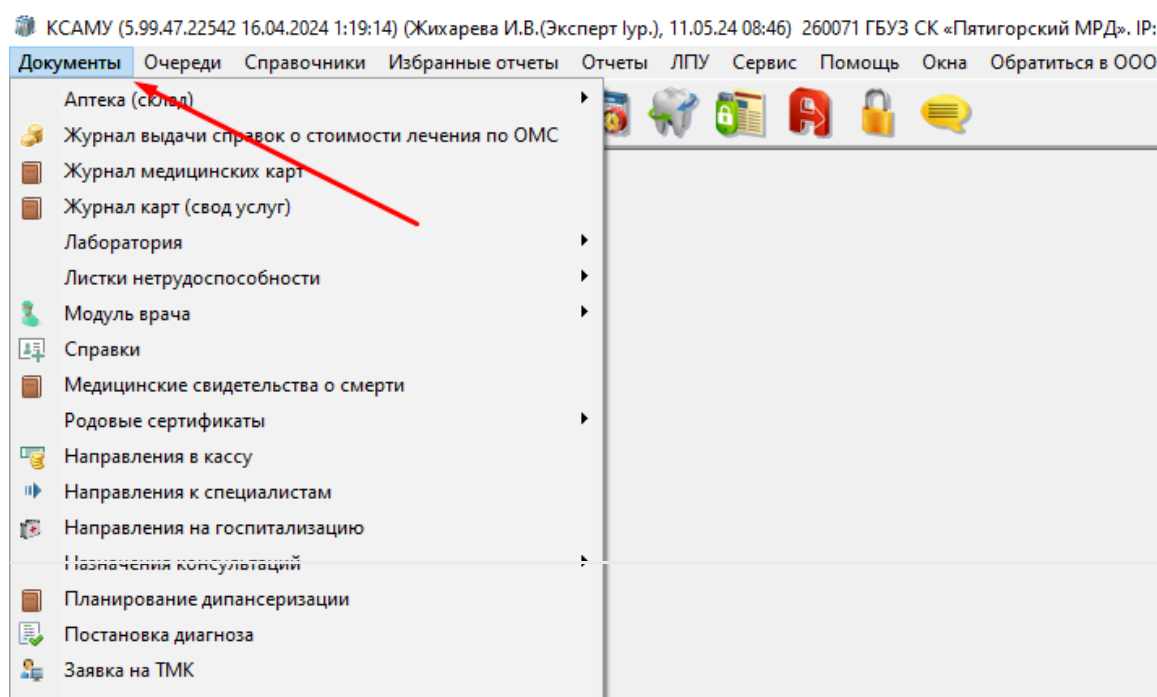 КСАМУ (5.99.47.22542 16.04.2024 1:19:14) (Жихарева И.В.(Эксперт Iур.), 11.05.24 08:46) 260071 ГБУЗ СК «Пятигорский МРД». IP:
Документы Очереди Справочники Избранные отчеты Отчеты ЛПУ Сервис Помощь Окна Обратиться в ООО
Аптека (склад)
Журнал выдачи справок о стоимости лечения по ОМС
Журнал медицинских карт
Журнал карт (свод услуг)
Лаборатория
Листки нетрудоспособности
Модуль врача
Справки
Медицинские свидетельства о смерти
Родовые сертификаты
Направления в кассу
Направления к специалистам
Направления на госпитализацию
Назначения консультаций
Планирование дипансеризации
Постановка диагноза
Заявка на ТМК